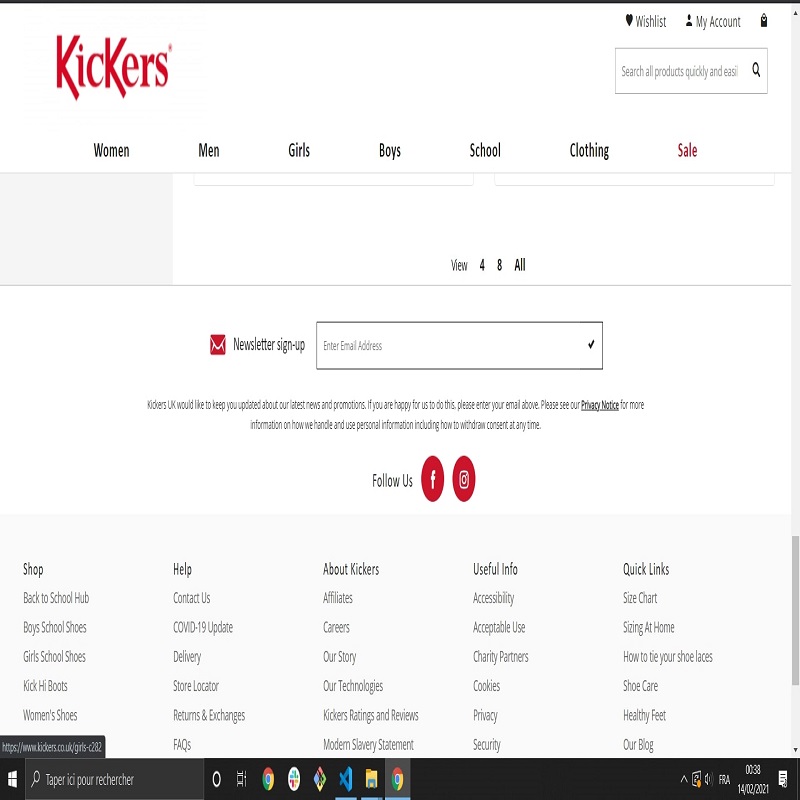 Wishlist My Account
KicKers®
Search all products quickly and easil
Women Men Girls Boys School Clothing Sale
View 4 8 All
Newsletter sign-up Enter Email Address
Kickers UK would like to keep you updated about our latest news and promotions. If you are happy for us to do this, please enter your email above. Please see our Privacy Notice for more
information on how we handle and use personal information including how to withdraw consent at any time.
Follow Us
Shop Help About Kickers Useful Info Quick Links
Back to School Hub Contact Us Affiliates Accessibility Size Chart
Boys School Shoes COVID-19 Update Careers Acceptable Use Sizing At Home
Girls School Shoes Delivery Our Story Charity Partners How to tie your shoe laces
Kick Hi Boots Store Locator Our Technologies Cookies Shoe Care
Women's Shoes Returns & Exchanges Kickers Ratings and Reviews Privacy Healthy Feet
FAQs Modern Slavery Statement Security Our Blog
https://www.kickers.co.uk/girls-c282
Taper ici pour rechercher
FRA
00:38
14/02/2021